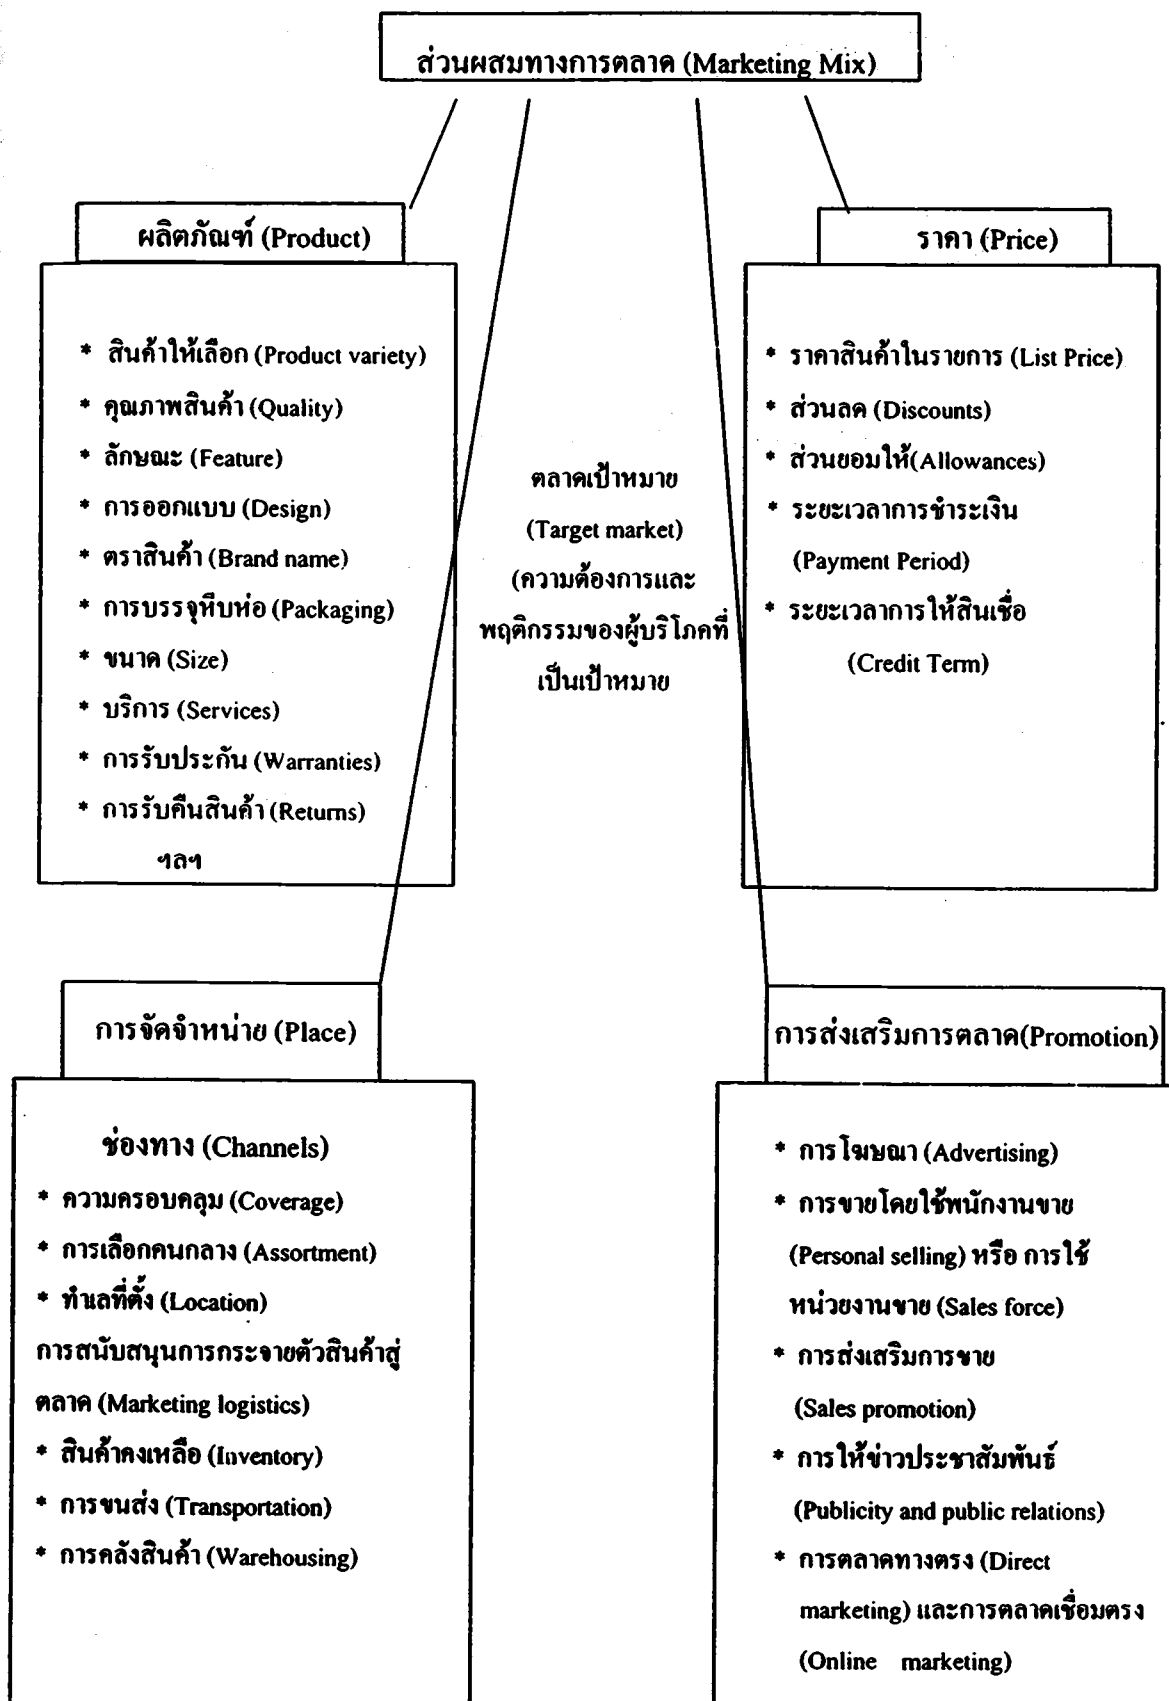 ส่วนผสมทางการตลาด (Marketing Mix)
ผลิตภัณฑ์ (Product)
* สินค้าให้เลือก (Product variety)
* คุณภาพสินค้า (Quality)
* ลักษณะ (Feature)
* การออกแบบ (Design)
* ตราสินค้า (Brand name)
* การบรรจุหีบห่อ (Packaging)
* ขนาด (Size)
* บริการ (Services)
* การรับประกัน (Warranties)
* การรับคืนสินค้า (Returns)
ฯลฯ
ตลาดเป้าหมาย
(Target market)
(ความต้องการและ
พฤติกรรมของผู้บริโภคที่
เป็นเป้าหมาย
ราคา (Price)
* ราคาสินค้าในรายการ (List Price)
* ส่วนลด (Discounts)
* ส่วนยอมให้(Allowances)
* ระยะเวลาการชำระเงิน
(Payment Period)
* ระยะเวลาการให้สินเชื่อ
(Credit Term)
การจัดจำหน่าย (Place)
ช่องทาง (Channels)
* ความครอบคลุม (Coverage)
* การเลือกคนกลาง (Assortment)
* ทำเลที่ตั้ง (Location)
การสนับสนุนการกระจายตัวสินค้าสู่
ตลาด (Marketing logistics)
* สินค้าคงเหลือ (Inventory)
* การขนส่ง (Transportation)
* การคลังสินค้า (Warehousing)
การส่งเสริมการตลาด(Promotion)
* การโฆษณา (Advertising)
* การขายโดยใช้พนักงานขาย
(Personal selling) หรือ การใช้
หน่วยงานขาย (Sales force)
* การส่งเสริมการขาย
(Sales promotion)
* การให้ข่าวประชาสัมพันธ์
(Publicity and public relations)
* การตลาดทางตรง (Direct
marketing) และการตลาดเชื่อมตรง
(Online marketing)